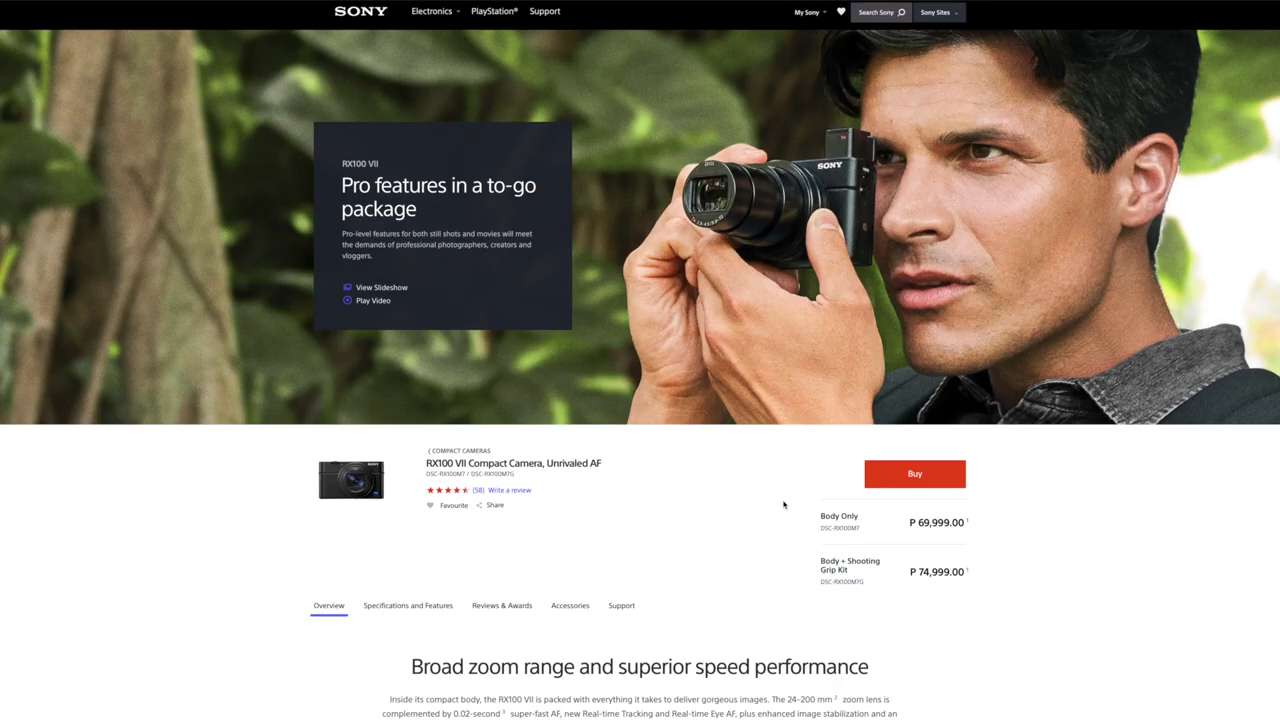 SONY
Electronics
PlayStation®
Support
My Sony
Search Sony
Sony Sites
RX100 VII
Pro features in a to-go
package
Pro-level features for both still shots and movies will meet
the demands of professional photographers, creators and
vloggers.
View Slideshow
Play Video
SONY
COMPACT CAMERAS
RX100 VII Compact Camera, Unrivaled AF
DSC-RX100M7 / DSC-RX100M7G
(58) Write a review
Favourite
Share
Buy
Body Only
DSC-RX100M7
P 69,999.00 1
Body + Shooting
Grip Kit
DSC-RX100M7G
P 74,999.00 1
Overview
Specifications and Features
Reviews & Awards
Accessories
Support
Broad zoom range and superior speed performance
Inside its compact body, the RX100 VII is packed with everything it takes to deliver gorgeous images. The 24–200 mm 2 zoom lens is
complemented by 0.02-second 3 super-fast AF, new Real-time Tracking and Real-time Eye AF, plus enhanced image stabilization and an